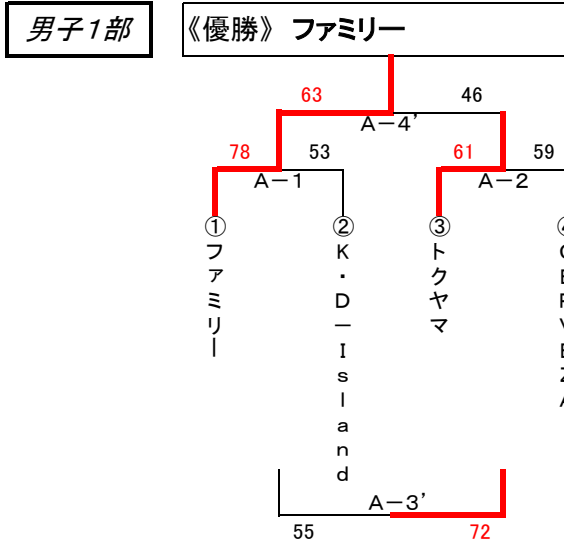 男子1部
《優勝》 ファミリー
63 46
A－4’
78 53 61 59
A－1 A－2
① ② ③
ファミリー
K・D－Island
トクヤマ
A－3’
55 72